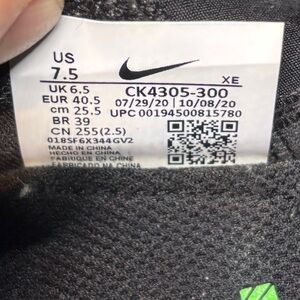 US
7.5
XE
UK 6.5
CK4305-300
EUR 40.5
07/29/20 | 10/08/20
cm 25.5
UPC 00194500815780
BR 39
CN 255(2.5)
018SF6X344GV2
MADE IN CHINA
HECHO EN CHINA
FABRIQUE EN CHINE
FABRICADO NA CHINA